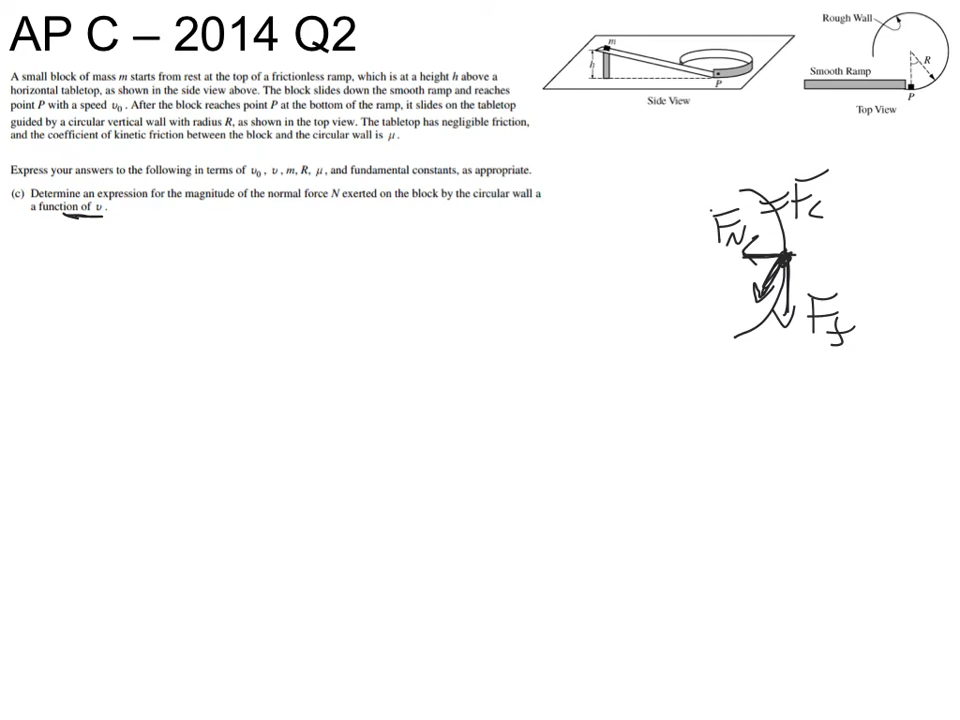 AP C – 2014 Q2
A small block of mass m starts from rest at the top of a frictionless ramp, which is at a height h above a
horizontal tabletop, as shown in the side view above. The block slides down the smooth ramp and reaches
point P with a speed υ₀. After the block reaches point P at the bottom of the ramp, it slides on the tabletop
guided by a circular vertical wall with radius R, as shown in the top view. The tabletop has negligible friction,
and the coefficient of kinetic friction between the block and the circular wall is μ.
Express your answers to the following in terms of υ₀, υ, m, R, μ, and fundamental constants, as appropriate.
(c) Determine an expression for the magnitude of the normal force N exerted on the block by the circular wall a
a function of υ.
m
h
P
Side View
Rough Wall
R
Smooth Ramp
P
Top View
FN
Ff